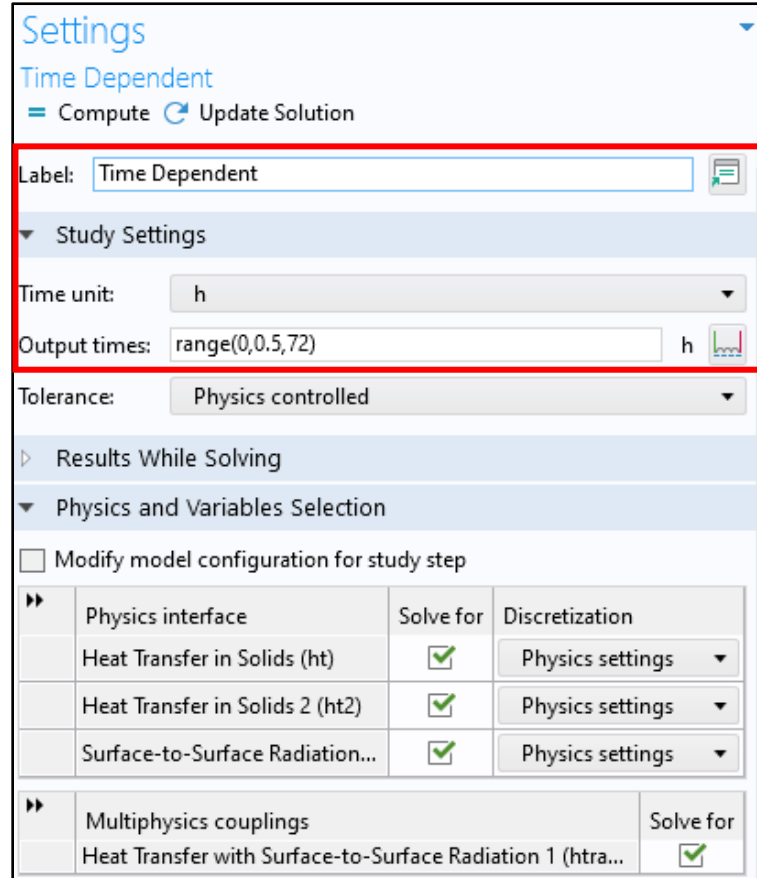 Settings
Time Dependent
= Compute Update Solution
Label: Time Dependent
Study Settings
Time unit: h
Output times: range(0,0.5,72) h
Tolerance: Physics controlled
Results While Solving
Physics and Variables Selection
Modify model configuration for study step
Physics interface Solve for Discretization
Heat Transfer in Solids (ht) Physics settings
Heat Transfer in Solids 2 (ht2) Physics settings
Surface-to-Surface Radiation... Physics settings
Multiphysics couplings Solve for
Heat Transfer with Surface-to-Surface Radiation 1 (htra...